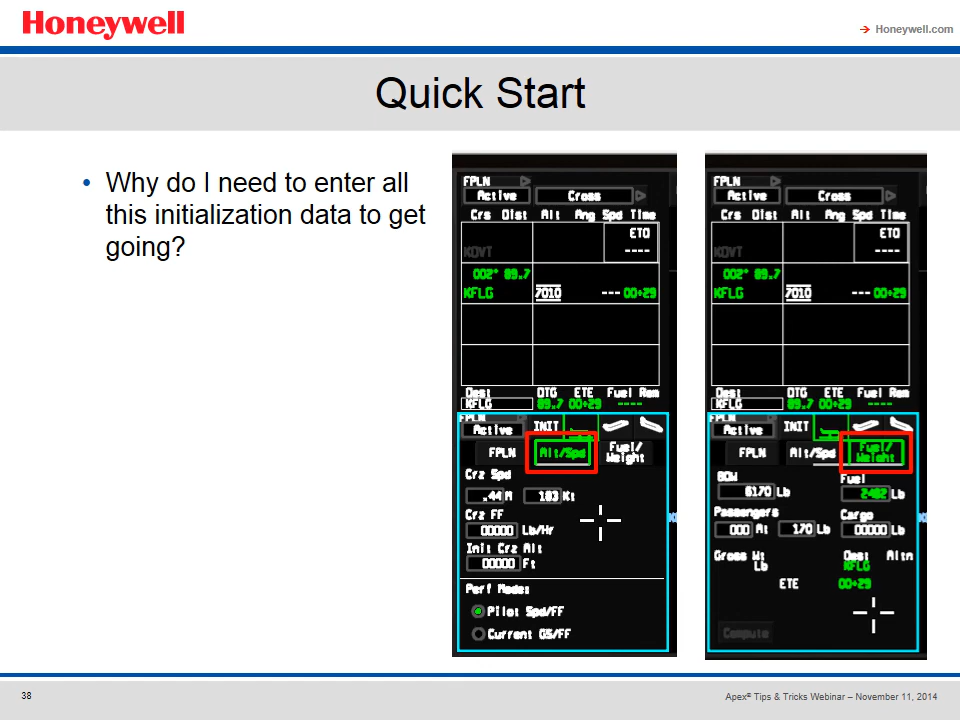 Honeywell
Honeywell.com
Quick Start
• Why do I need to enter all
this initialization data to get
going?
FPLN
Active Cross
Crs Dist Alt Ang Spd Time
KDVT ETO
----
002° 89.7
KFLG 7010 --- 00+29
Dest DTG ETE Fuel Rem
KFLG 89.7 00+29 ----
FPLN
Active INIT
FPLN Alt/Spd Fuel/
Weight
Crz Spd
.44 M 183 Kt
Crz FF
00000 Lb/Hr
Init Crz Alt
00000 Ft
Perf Mode:
Pilot Spd/FF
Current GS/FF
FPLN
Active Cross
Crs Dist Alt Ang Spd Time
KDVT ETO
----
002° 89.7
KFLG 7010 --- 00+29
Dest DTG ETE Fuel Rem
KFLG 89.7 00+29 ----
FPLN
Active INIT
FPLN Alt/Spd Fuel/
Weight
BOW Fuel
6170 Lb Lb
Passengers Cargo
000 At 170 Lb 00000 Lb
Gross Wt Dest Altn
Lb KFLG
ETE 00+29
Compute
38
Apex® Tips & Tricks Webinar – November 11, 2014